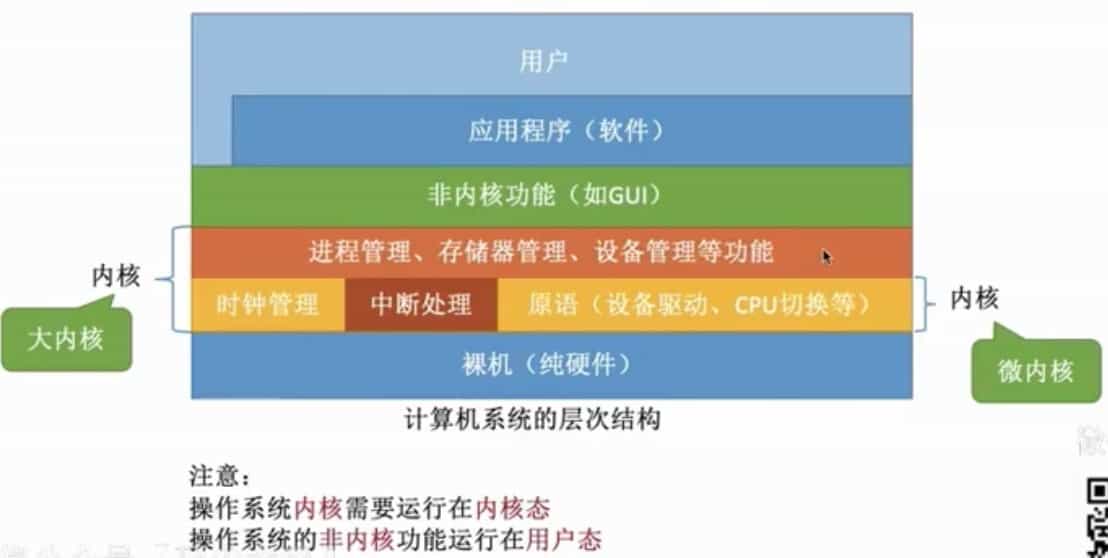 用户
应用程序（软件）
非内核功能（如GUI）
进程管理、存储器管理、设备管理等功能
内核
大内核
时钟管理
中断处理
原语（设备驱动、CPU切换等）
内核
微内核
裸机（纯硬件）
计算机系统的层次结构
注意：
操作系统内核需要运行在内核态
操作系统的非内核功能运行在用户态